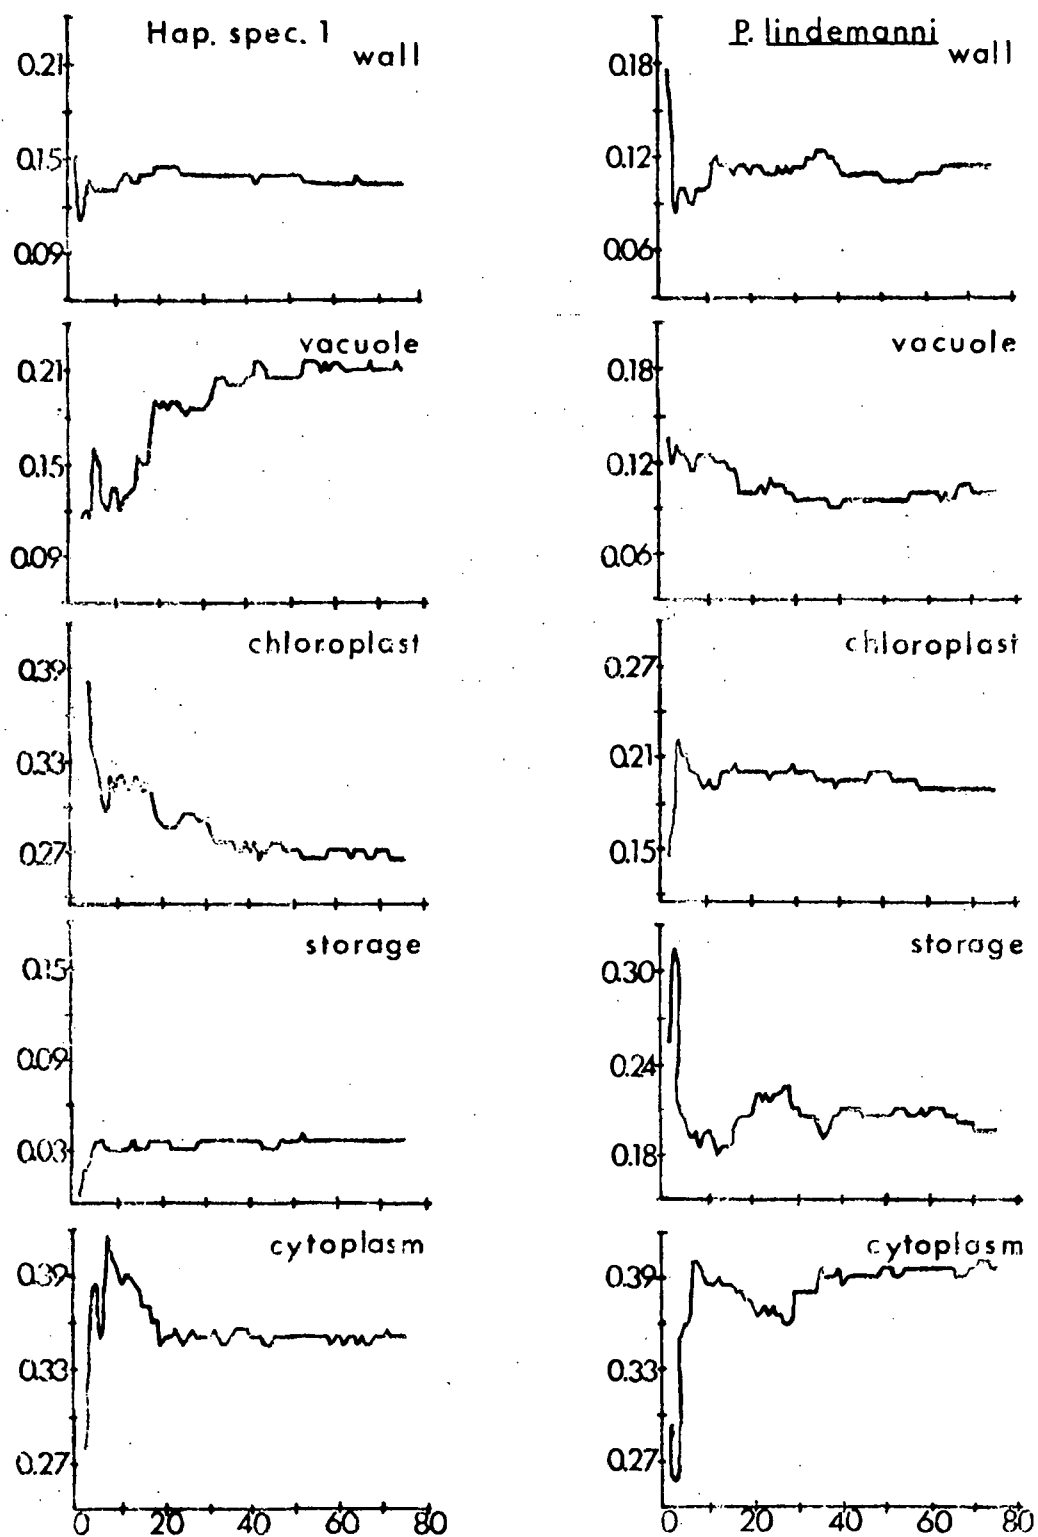 Hap. spec. 1
wall
0.21
0.15
0.09
vacuole
0.21
0.15
0.09
chloroplast
0.39
0.33
0.27
storage
0.15
0.09
0.03
cytoplasm
0.39
0.33
0.27
0 20 40 60 80
P. lindemanni
wall
0.18
0.12
0.06
vacuole
0.18
0.12
0.06
chloroplast
0.27
0.21
0.15
storage
0.30
0.24
0.18
cytoplasm
0.39
0.33
0.27
0 20 40 60 80